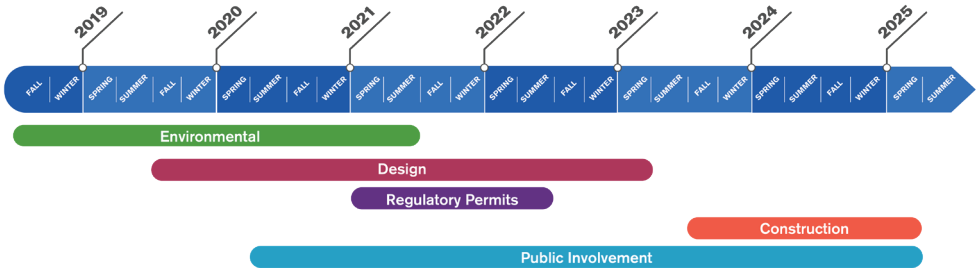 2019 2020 2021 2022 2023 2024 2025
FALL WINTER SPRING SUMMER FALL WINTER SPRING SUMMER FALL WINTER SPRING SUMMER FALL WINTER SPRING SUMMER FALL WINTER SPRING SUMMER FALL WINTER SPRING SUMMER FALL WINTER SPRING SUMMER
Environmental
Design
Regulatory Permits
Construction
Public Involvement